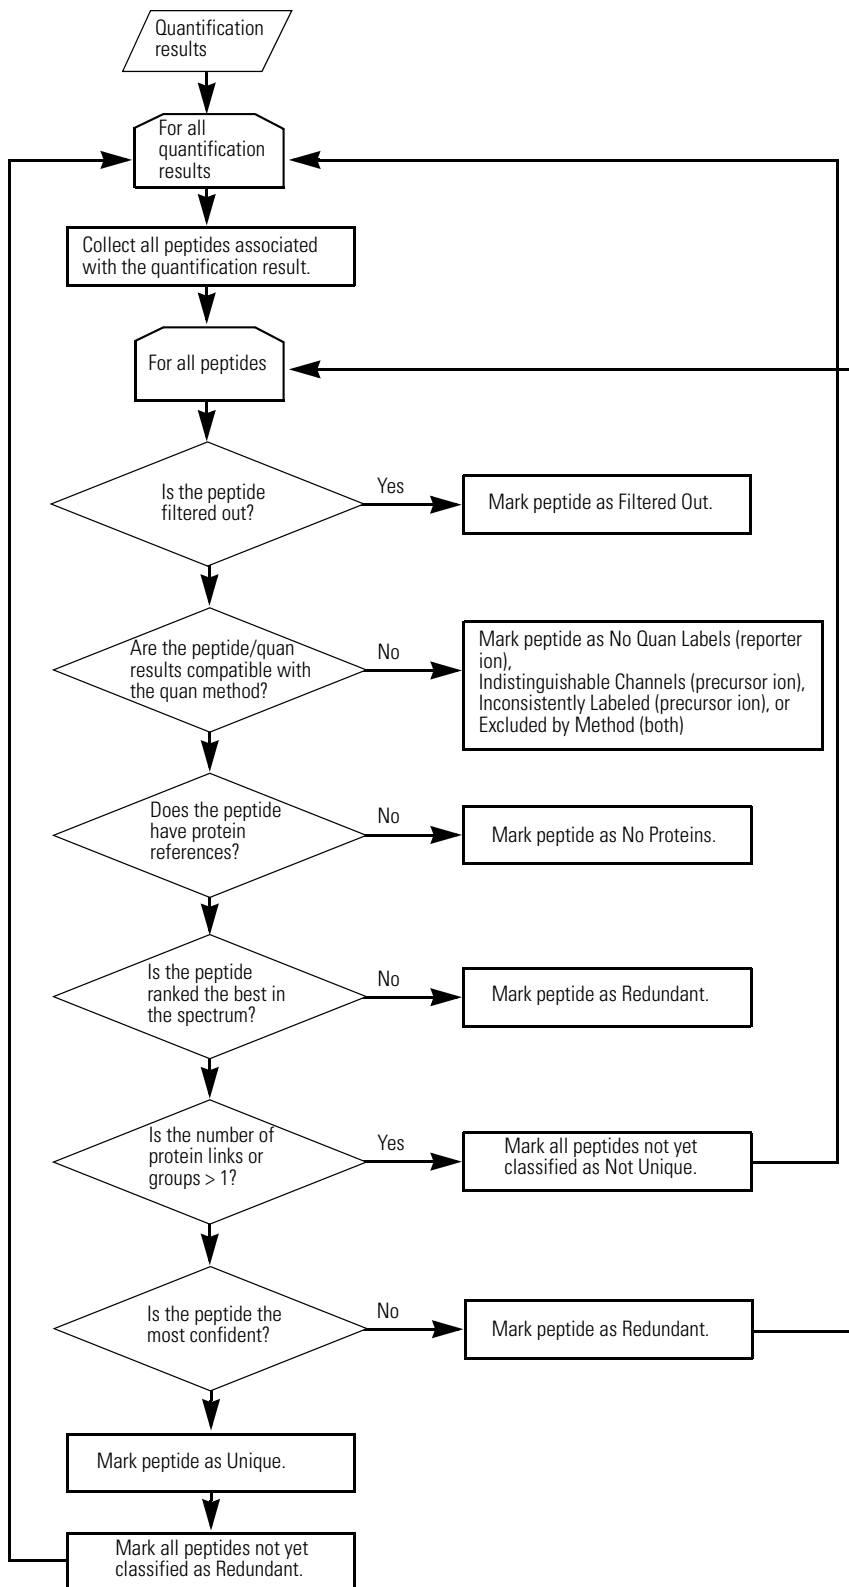 Quantification
results
For all
quantification
results
Collect all peptides associated
with the quantification result.
For all peptides
Is the peptide
filtered out?
Yes
Mark peptide as Filtered Out.
Are the peptide/quan
results compatible with
the quan method?
No
Mark peptide as No Quan Labels (reporter
ion),
Indistinguishable Channels (precursor ion),
Inconsistently Labeled (precursor ion), or
Excluded by Method (both)
Does the peptide
have protein
references?
No
Mark peptide as No Proteins.
Is the peptide
ranked the best in
the spectrum?
No
Mark peptide as Redundant.
Is the number of
protein links or
groups > 1?
Yes
Mark all peptides not yet
classified as Not Unique.
Is the peptide the
most confident?
No
Mark peptide as Redundant.
Mark peptide as Unique.
Mark all peptides not yet
classified as Redundant.